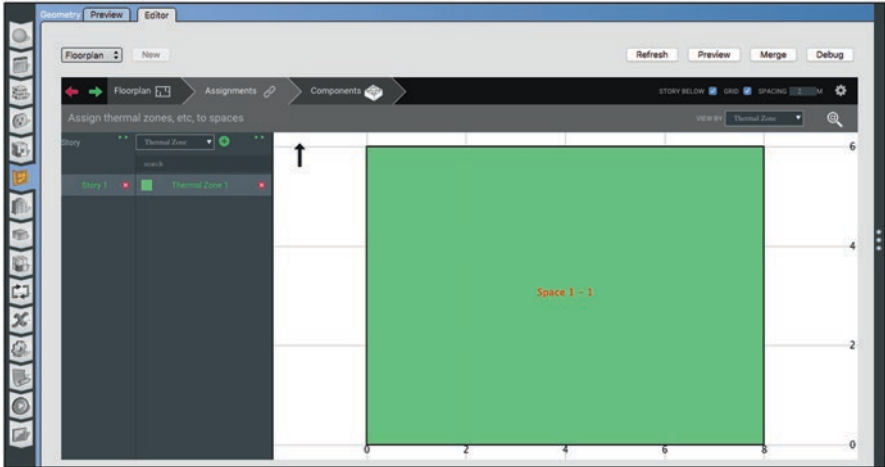 Geometry Preview Editor
Floorplan New Refresh Preview Merge Debug
Floorplan Assignments Components STORY BELOW GRID SPACING 2 M
Assign thermal zones, etc, to spaces VIEW BY Thermal Zone
Story Thermal Zone
search
Story 1 Thermal Zone 1
6
4
Space 1 - 1
2
0
0 2 4 6 8